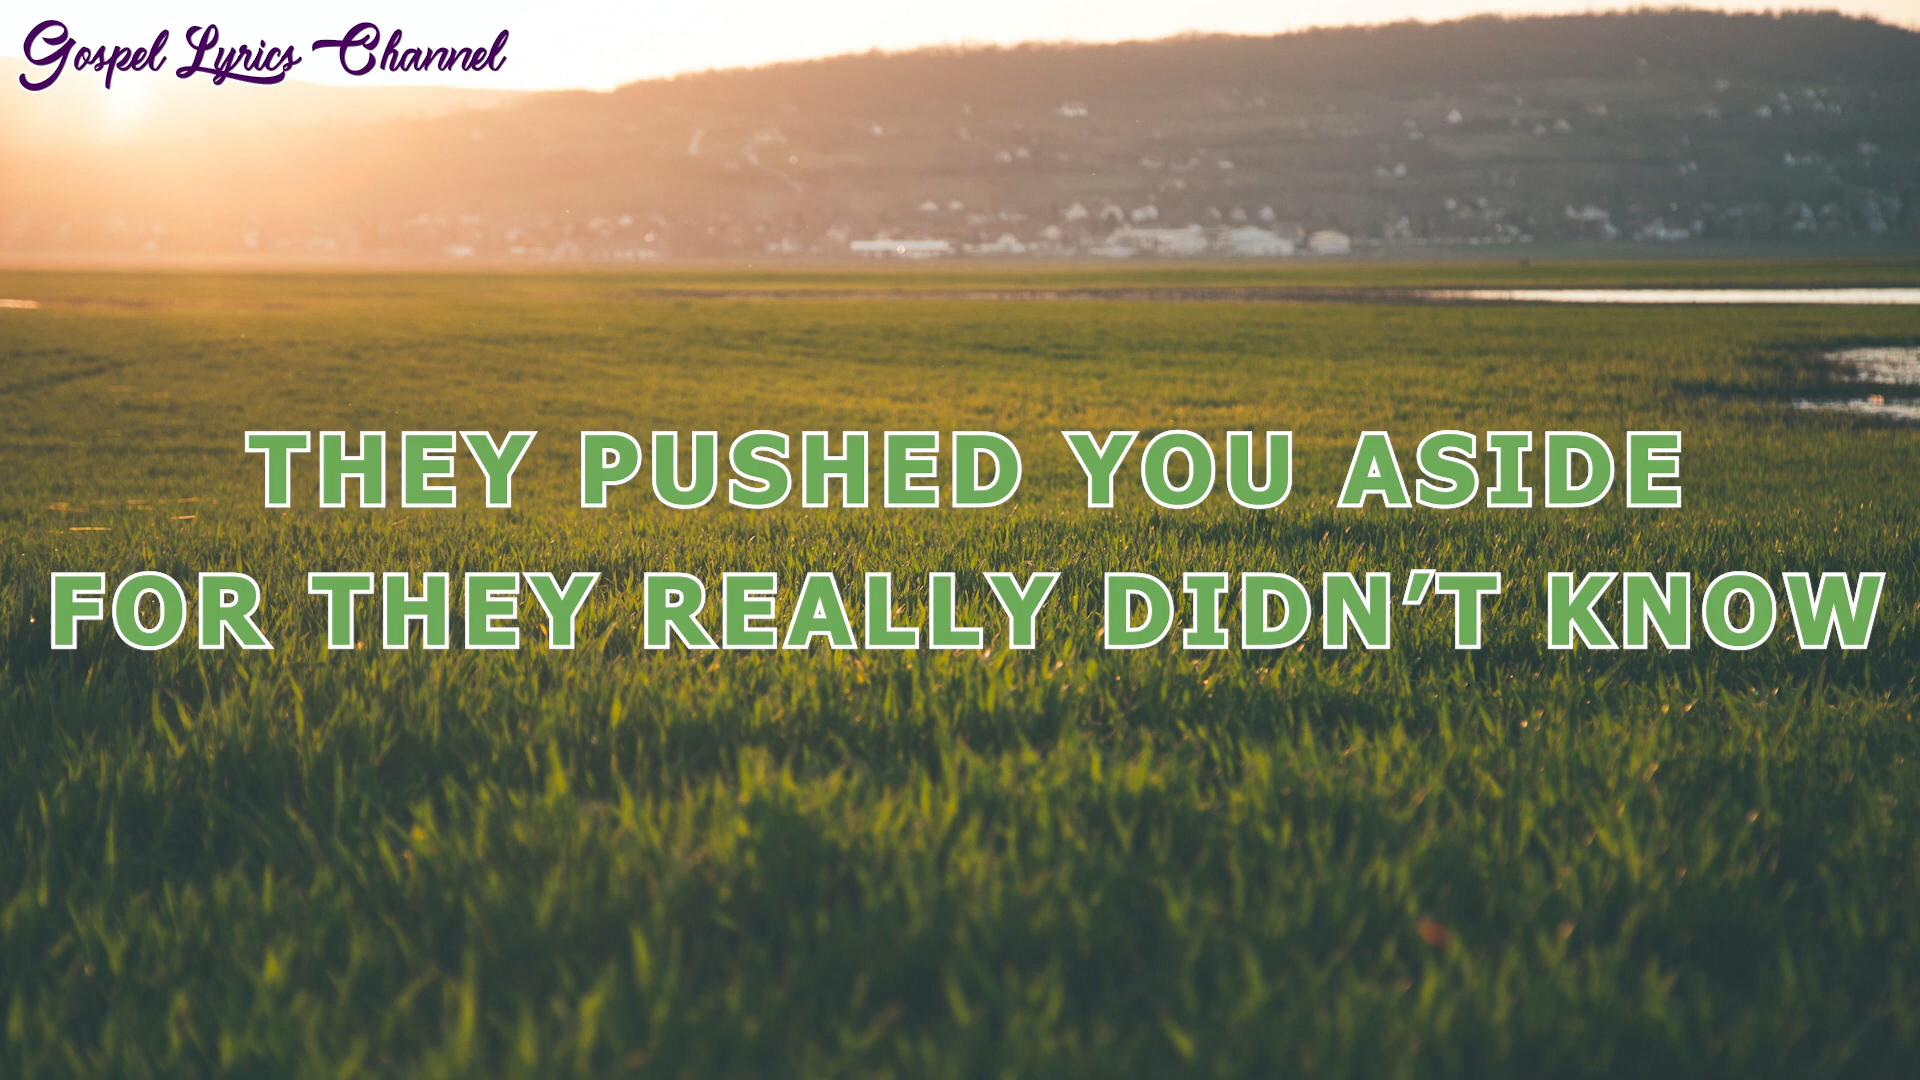 Gospel Lyrics Channel
THEY PUSHED YOU ASIDE
FOR THEY REALLY DIDN’T KNOW